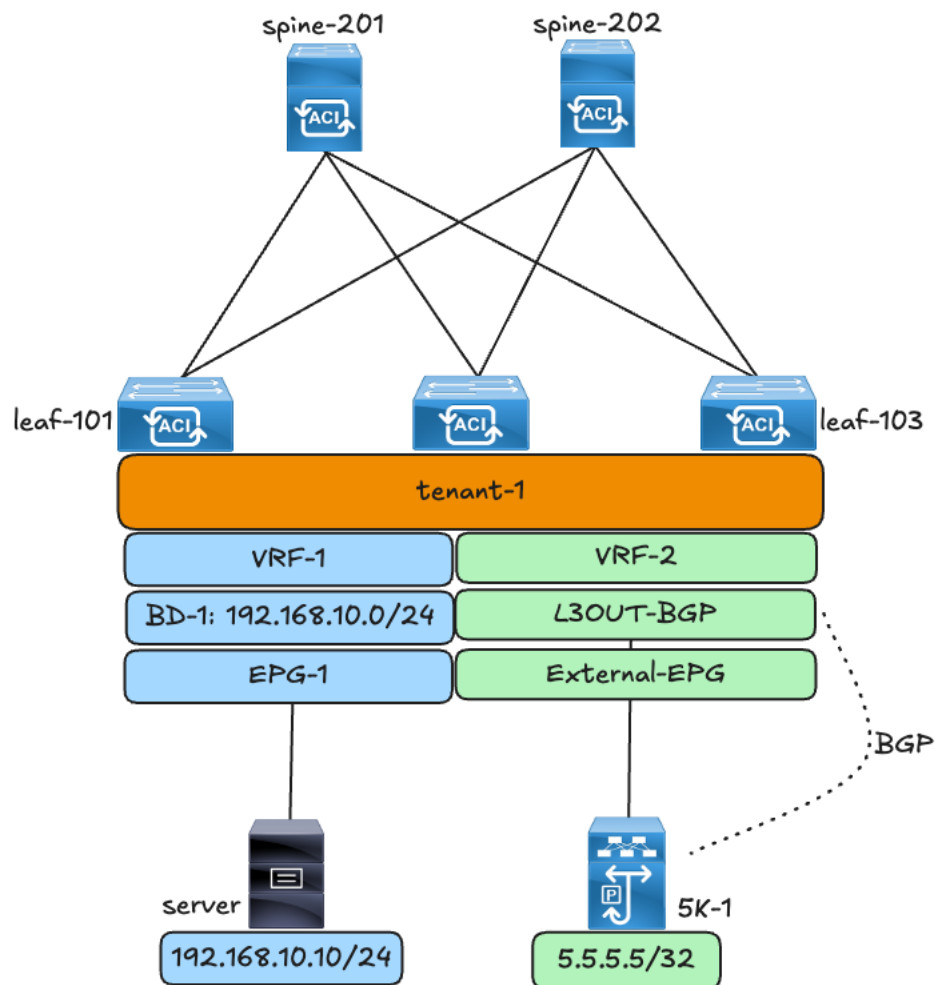 spine-201
spine-202
ACI
ACI
leaf-101
ACI
ACI
ACI
leaf-103
tenant-1
VRF-1
VRF-2
BD-1: 192.168.10.0/24
L3OUT-BGP
EPG-1
External-EPG
BGP
server
P
5K-1
192.168.10.10/24
5.5.5.5/32